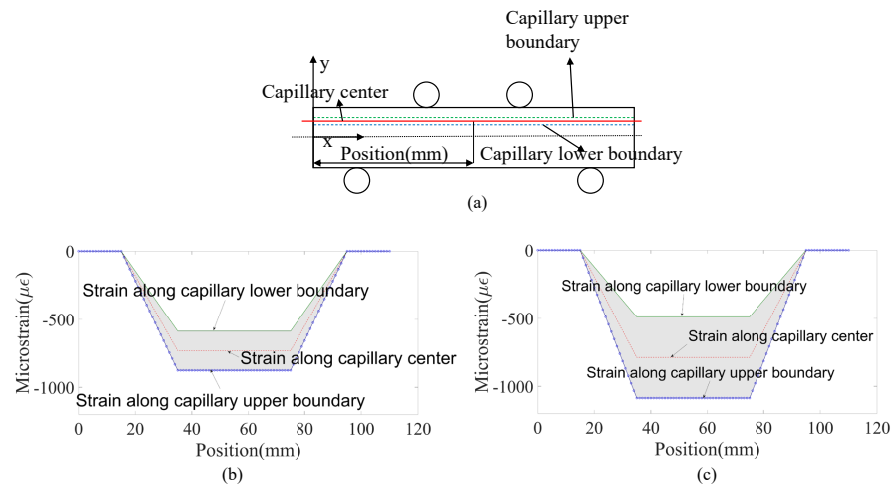 Capillary upper
boundary
y
Capillary center
x
Position(mm)
Capillary lower boundary
(a)
0
-500
-1000
Microstrain(με)
Strain along capillary lower boundary
Strain along capillary center
Strain along capillary upper boundary
0 20 40 60 80 100 120
Position(mm)
(b)
0
-500
-1000
Microstrain(με)
Strain along capillary lower boundary
Strain along capillary center
Strain along capillary upper boundary
0 20 40 60 80 100 120
Position(mm)
(c)